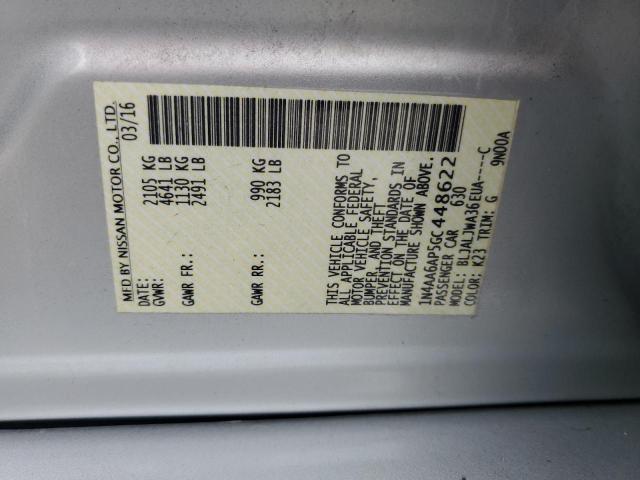 MFD BY NISSAN MOTOR CO., LTD.
DATE: 03/16
GVWR: 2105 KG
4641 LB
GAWR FR.: 1130 KG
2491 LB
GAWR RR.: 990 KG
2183 LB
THIS VEHICLE CONFORMS TO
ALL APPLICABLE FEDERAL
MOTOR VEHICLE SAFETY,
BUMPER, AND THEFT
PREVENTION STANDARDS IN
EFFECT ON THE DATE OF
MANUFACTURE SHOWN ABOVE.
1N4AA6AP5GC448622
PASSENGER CAR 630
MODEL: BLJALJWA36EUA-----C
COLOR: K23 TRIM: G 9N00A